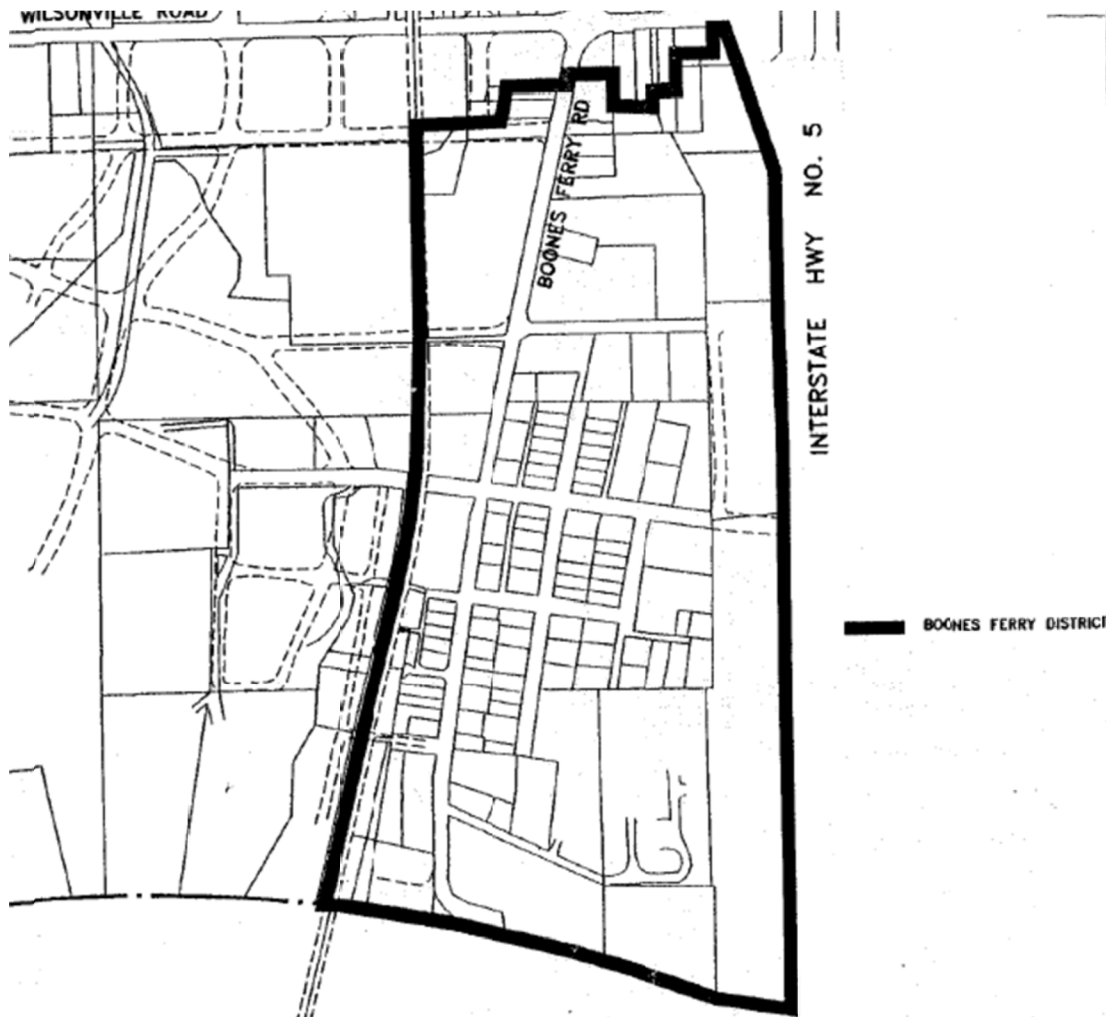 WILSONVILLE ROAD
BOONES FERRY RD
INTERSTATE HWY NO. 5
BOONES FERRY DISTRICT